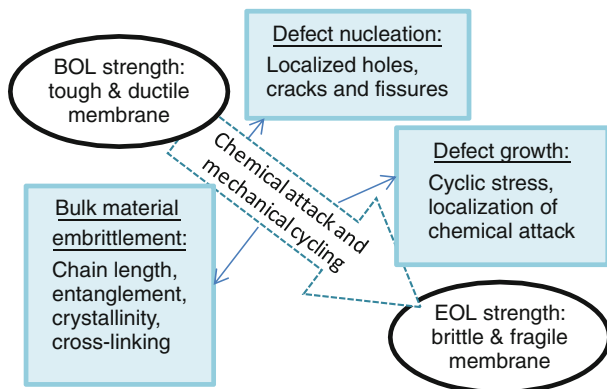 BOL strength:
tough & ductile
membrane
Defect nucleation:
Localized holes,
cracks and fissures
Chemical attack and
mechanical cycling
Defect growth:
Cyclic stress,
localization of
chemical attack
Bulk material
embrittlement:
Chain length,
entanglement,
crystallinity,
cross-linking
EOL strength:
brittle & fragile
membrane